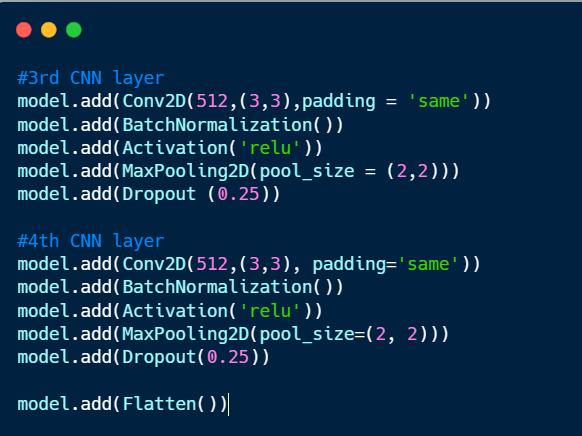 #3rd CNN layer
model.add(Conv2D(512,(3,3),padding = 'same'))
model.add(BatchNormalization())
model.add(Activation('relu'))
model.add(MaxPooling2D(pool_size = (2,2)))
model.add(Dropout (0.25))
#4th CNN layer
model.add(Conv2D(512,(3,3), padding='same'))
model.add(BatchNormalization())
model.add(Activation('relu'))
model.add(MaxPooling2D(pool_size=(2, 2)))
model.add(Dropout(0.25))
model.add(Flatten())